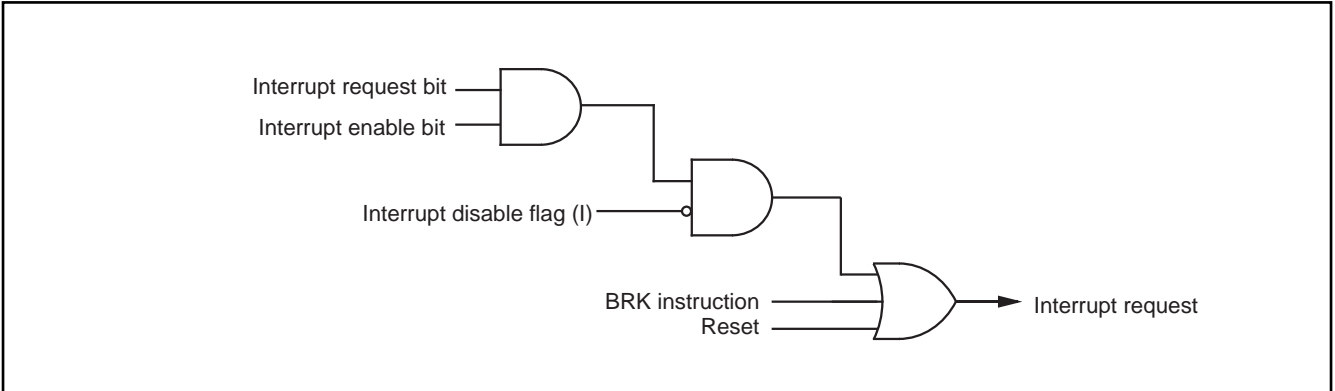 Interrupt request bit
Interrupt enable bit
Interrupt disable flag (I)
BRK instruction
Reset
Interrupt request